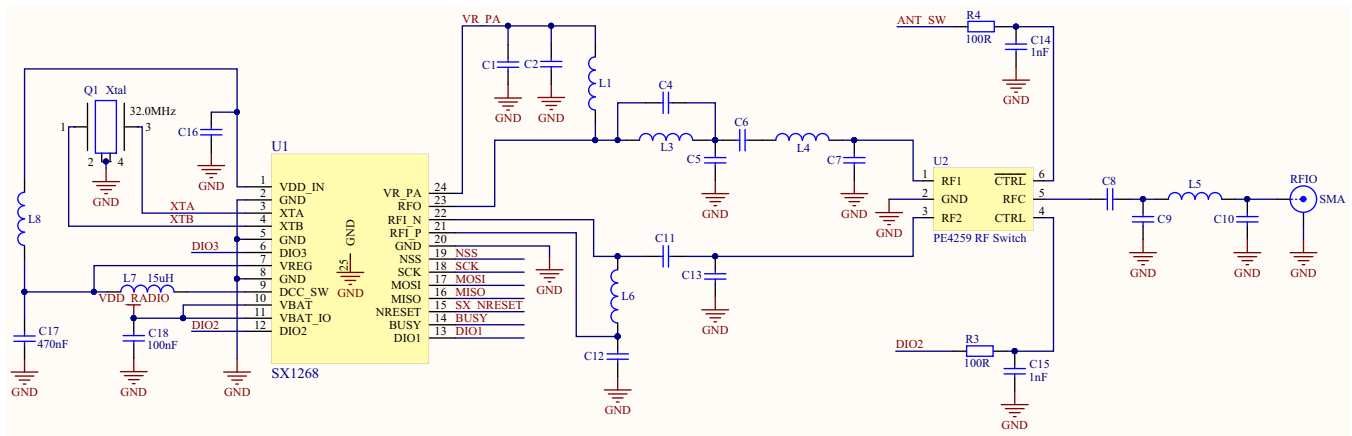 VR_PA
ANT_SW
R4
100R
C14
1nF
GND
C1
C2
GND
GND
L1
Q1 Xtal
32.0MHz
1
3
2
4
GND
C16
GND
C4
L3
C6
L4
C5
GND
C7
GND
U1
1 VDD_IN
2 GND
XTA 3 XTA
XTB 4 XTB
5 GND
DIO3 6 DIO3
7 VREG
8 GND
9 DCC_SW
10 VBAT
11 VBAT_IO
DIO2 12 DIO2
GND
25
GND
VR_PA 24
RFO 23
RFI_N 22
RFI_P 21
GND 20
NSS 19 NSS
SCK 18 SCK
MOSI 17 MOSI
MISO 16 MISO
NRESET 15 SX_NRESET
BUSY 14 BUSY
DIO1 13 DIO1
SX1268
L8
L7 15uH
VDD_RADIO
C17
470nF
GND
C18
100nF
GND
GND
GND
C11
C13
GND
L6
C12
GND
U2
1 RF1
2 GND
3 RF2
CTRL 6
RFC 5
CTRL 4
PE4259 RF Switch
GND
C8
C9
GND
L5
C10
GND
RFIO
SMA
GND
DIO2
R3
100R
C15
1nF
GND